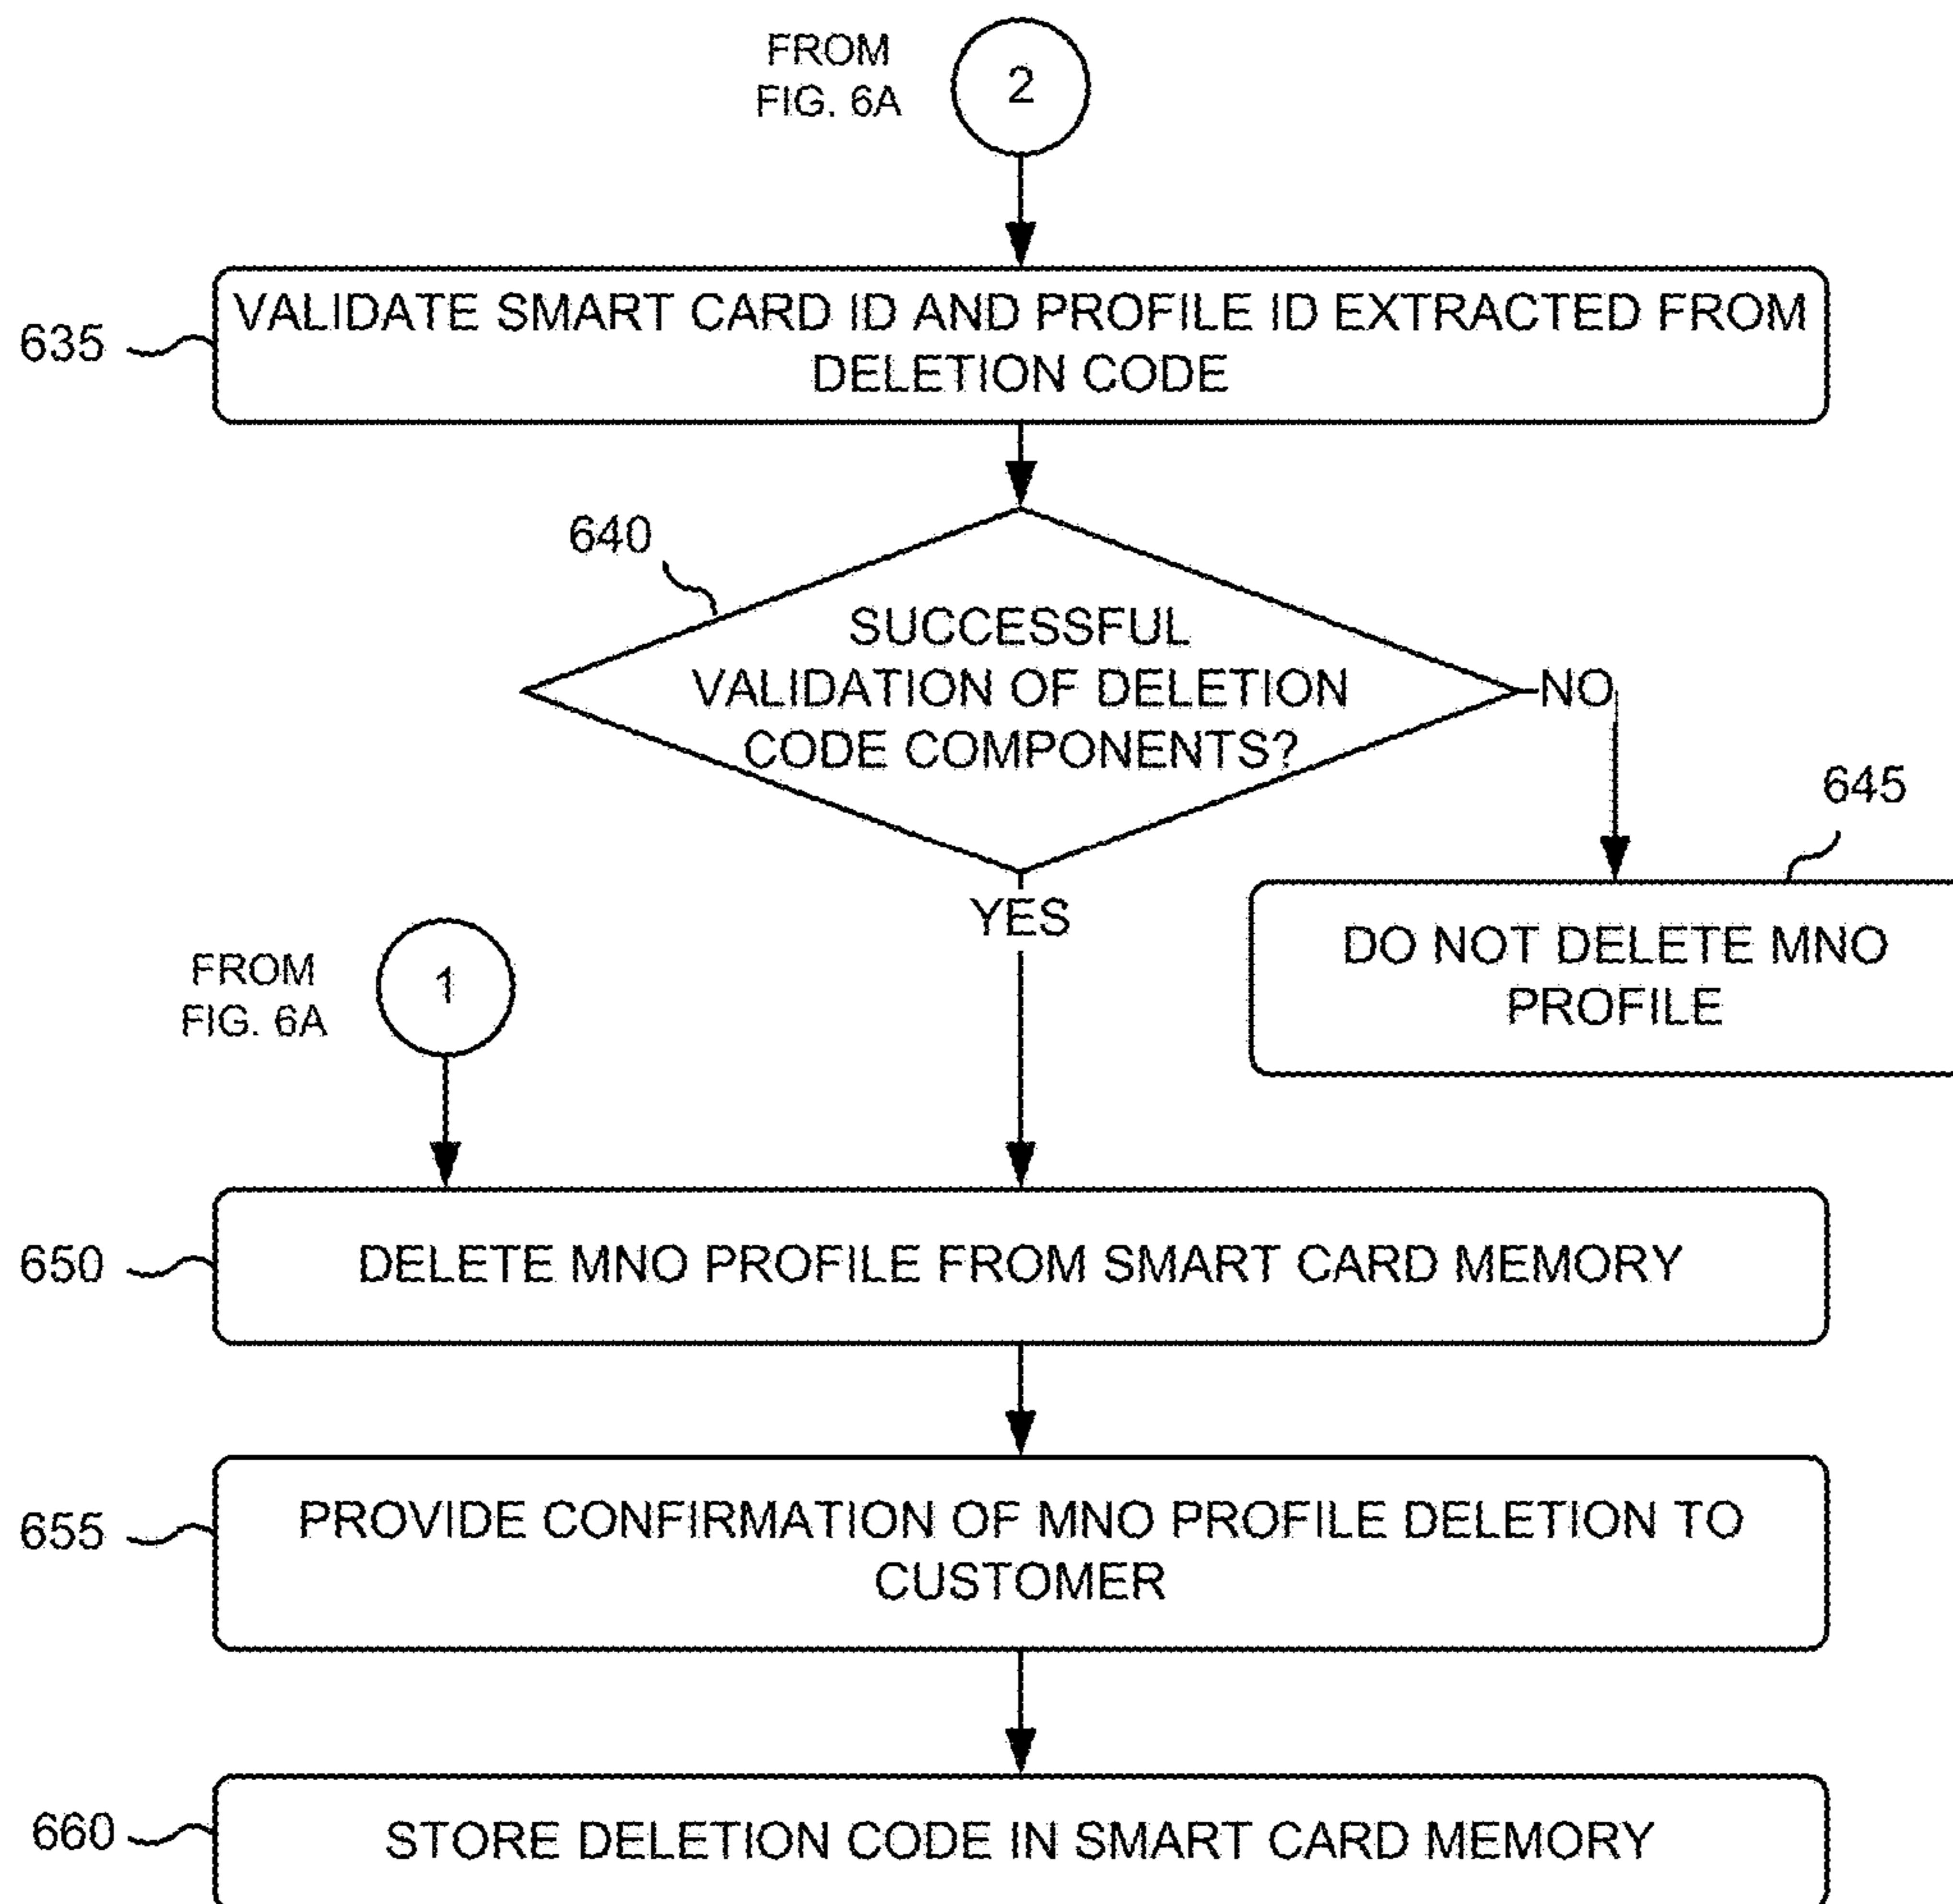 FROM
FIG. 6A
2
635
VALIDATE SMART CARD ID AND PROFILE ID EXTRACTED FROM
DELETION CODE
640
SUCCESSFUL
VALIDATION OF DELETION
CODE COMPONENTS?
NO
645
YES
DO NOT DELETE MNO
PROFILE
FROM
FIG. 6A
1
650
DELETE MNO PROFILE FROM SMART CARD MEMORY
655
PROVIDE CONFIRMATION OF MNO PROFILE DELETION TO
CUSTOMER
660
STORE DELETION CODE IN SMART CARD MEMORY